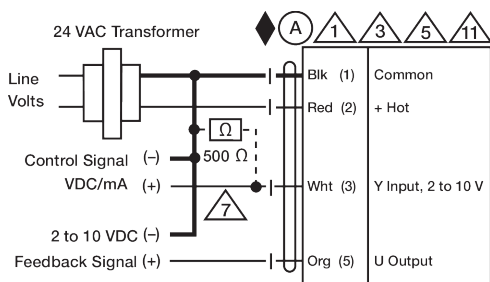 24 VAC Transformer
A 1 3 5 11
Line Volts
Blk (1) Common
Red (2) + Hot
Ω
500 Ω
Control Signal (–)
VDC/mA (+)
Wht (3) Y Input, 2 to 10 V
7
2 to 10 VDC (–)
Feedback Signal (+)
Org (5) U Output